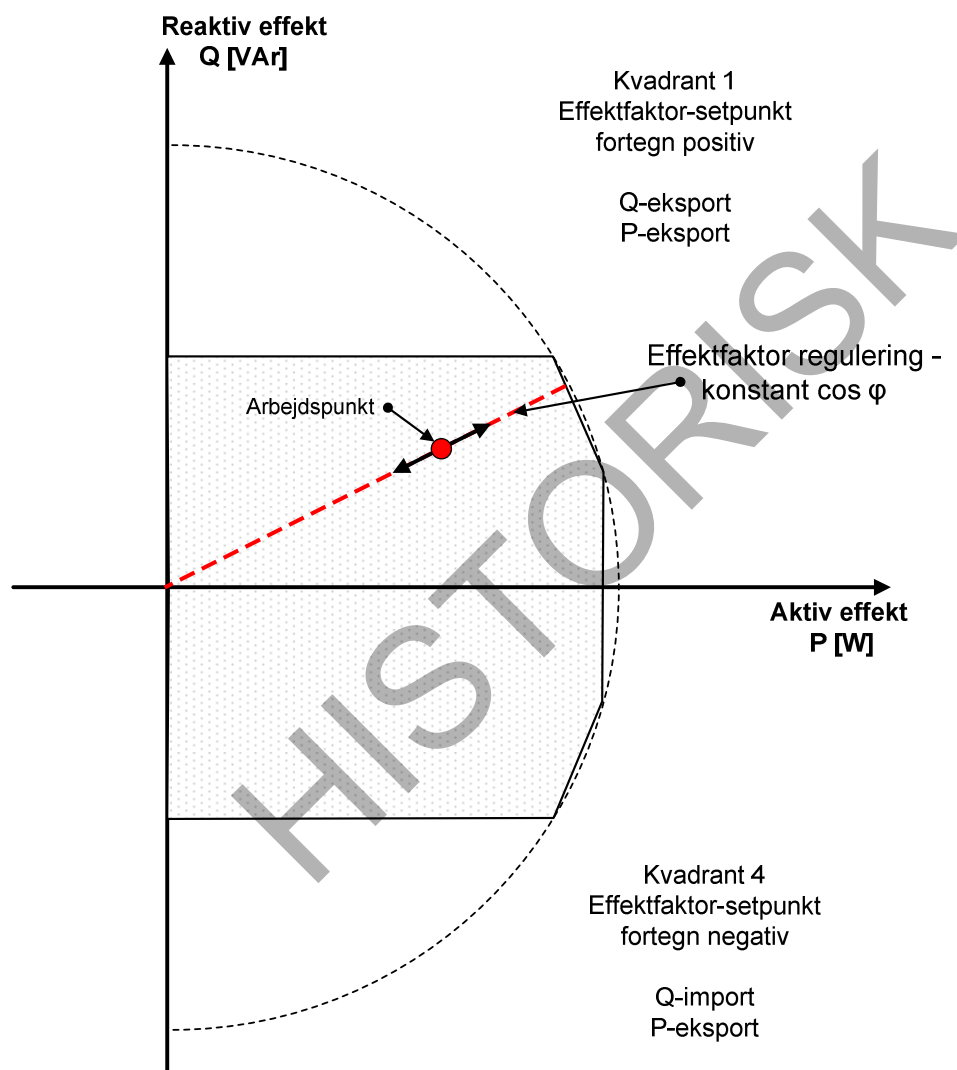 Reaktiv effekt
Q [VAr]
Kvadrant 1
Effektfaktor-setpunkt
fortegn positiv
Q-eksport
P-eksport
Effektfaktor regulering -
konstant cos φ
Arbejdspunkt
Aktiv effekt
P [W]
HISTORISK
Kvadrant 4
Effektfaktor-setpunkt
fortegn negativ
Q-import
P-eksport